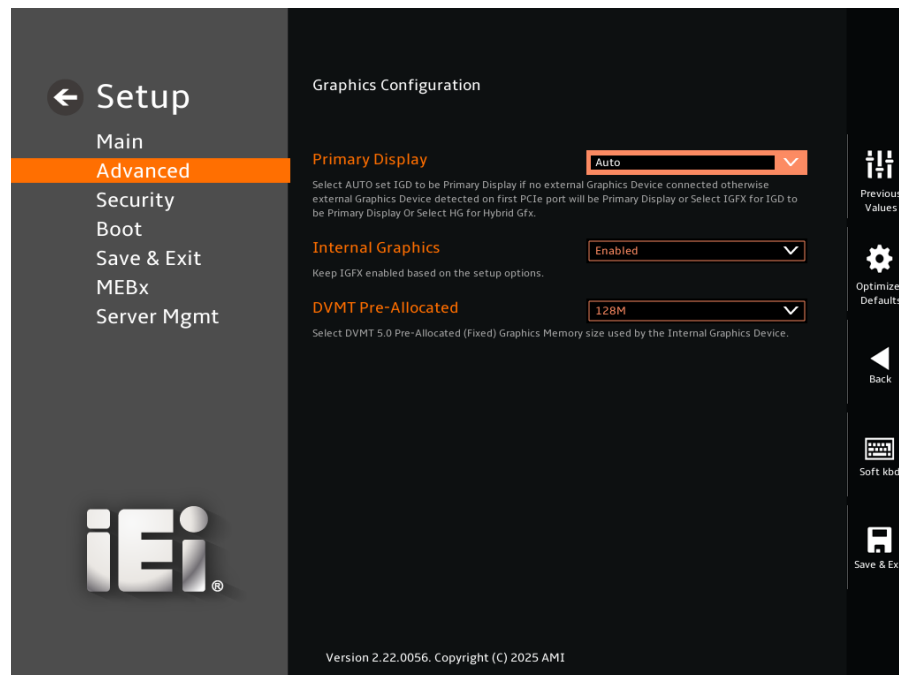 Setup
Main
Advanced
Security
Boot
Save & Exit
MEBx
Server Mgmt
iEi
®
Graphics Configuration
Primary Display
Auto
Select AUTO set IGD to be Primary Display if no external Graphics Device connected otherwise
external Graphics Device detected on first PCIe port will be Primary Display or Select IGFX for IGD to
be Primary Display Or Select HG for Hybrid Gfx.
Internal Graphics
Enabled
Keep IGFX enabled based on the setup options.
DVMT Pre-Allocated
128M
Select DVMT 5.0 Pre-Allocated (Fixed) Graphics Memory size used by the Internal Graphics Device.
Version 2.22.0056. Copyright (C) 2025 AMI
Previous
Values
Optimize
Defaults
Back
Soft kbd
Save & Ex